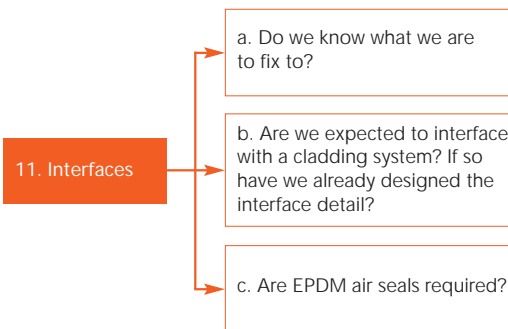 11. Interfaces
a. Do we know what we are
to fix to?
b. Are we expected to interface
with a cladding system? If so
have we already designed the
interface detail?
c. Are EPDM air seals required?